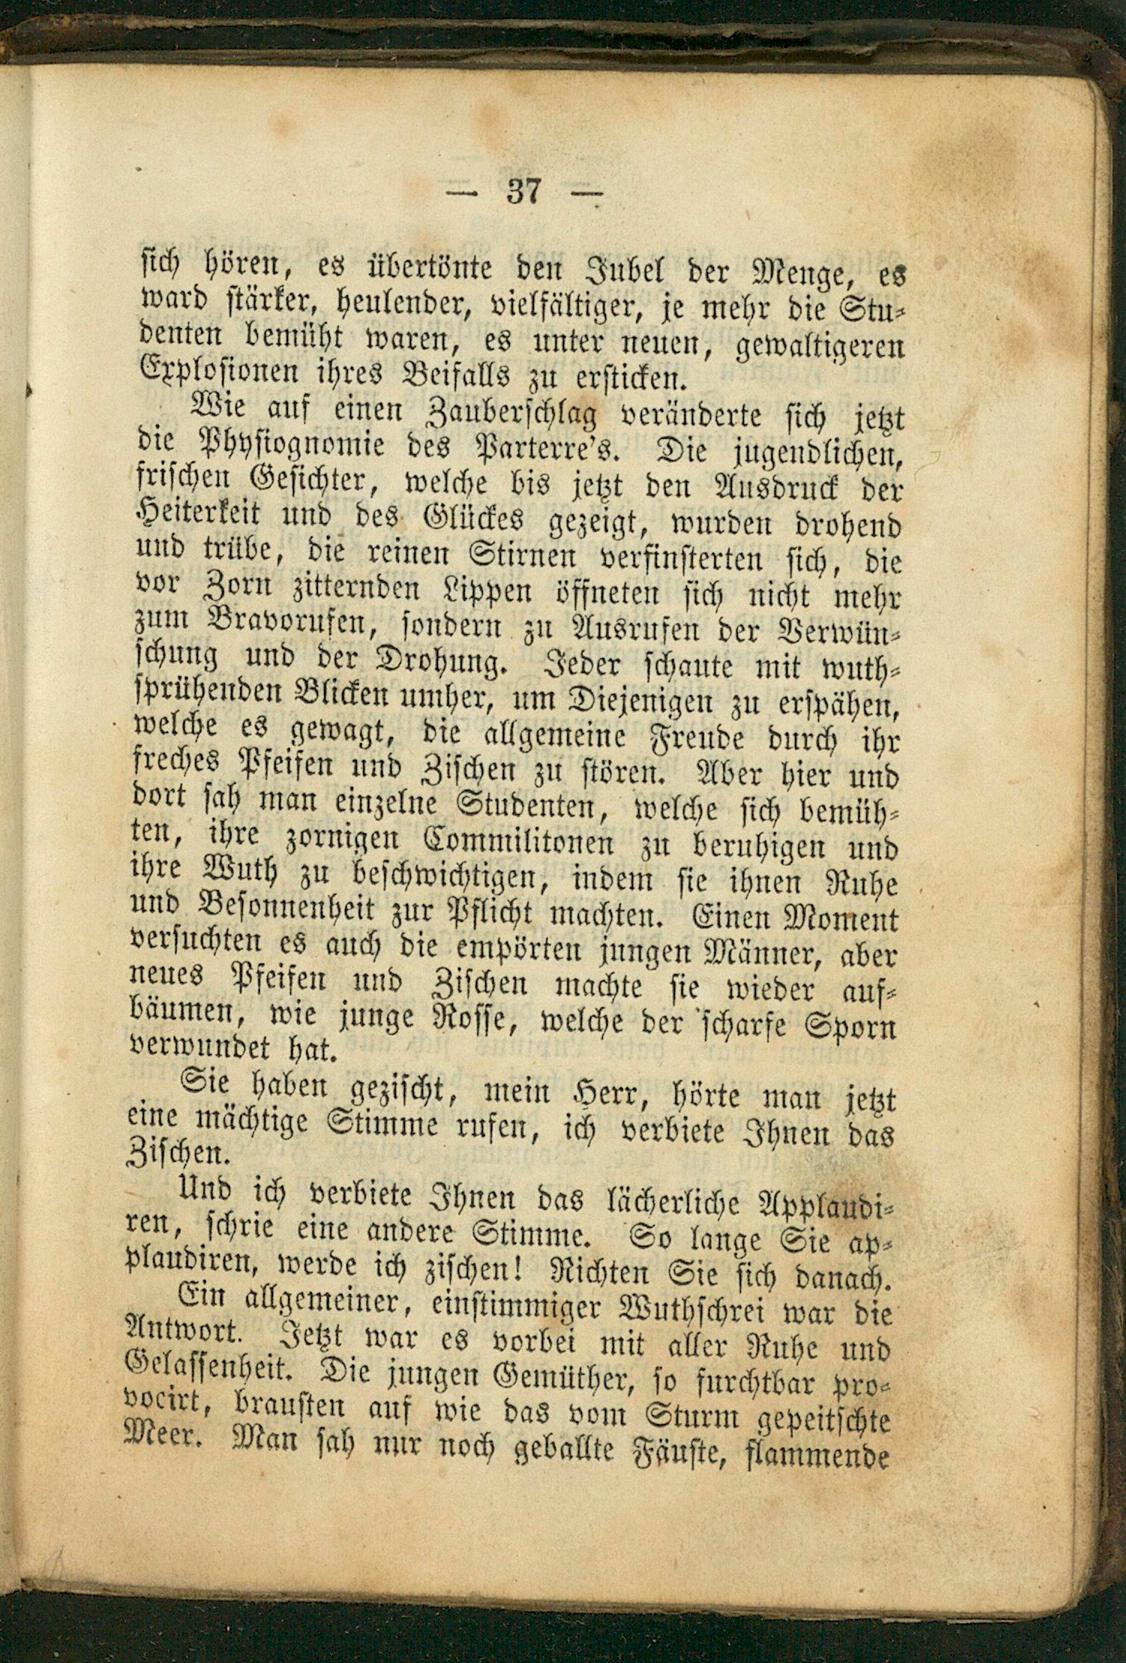 — 37 —
sich hören, es übertönte den Jubel der Menge, es
ward stärker, heulender, vielfältiger, je mehr die Stu-
denten bemüht waren, es unter neuen, gewaltigeren
Explosionen ihres Beifalls zu ersticken.
Wie auf einen Zauberschlag veränderte sich jetzt
die Physiognomie des Parterre's. Die jugendlichen,
frischen Gesichter, welche bis jetzt den Ausdruck der
Heiterkeit und des Glückes gezeigt, wurden drohend
und trübe, die reinen Stirnen verfinsterten sich, die
vor Zorn zitternden Lippen öffneten sich nicht mehr
zum Bravorufen, sondern zu Ausrufen der Verwün-
schung und der Drohung. Jeder schaute mit wuth-
sprühenden Blicken umher, um Diejenigen zu erspähen,
welche es gewagt, die allgemeine Freude durch ihr
freches Pfeifen und Zischen zu stören. Aber hier und
dort sah man einzelne Studenten, welche sich bemüh-
ten, ihre zornigen Commilitonen zu beruhigen und
ihre Wuth zu beschwichtigen, indem sie ihnen Ruhe
und Besonnenheit zur Pflicht machten. Einen Moment
versuchten es auch die empörten jungen Männer, aber
neues Pfeifen und Zischen machte sie wieder auf-
bäumen, wie junge Rosse, welche der scharfe Sporn
verwundet hat.
Sie haben gezischt, mein Herr, hörte man jetzt
eine mächtige Stimme rufen, ich verbiete Ihnen das
Zischen.
Und ich verbiete Ihnen das lächerliche Applaudi-
ren, schrie eine andere Stimme. So lange Sie ap-
plaudiren, werde ich zischen! Richten Sie sich danach.
Ein allgemeiner, einstimmiger Wuthschrei war die
Antwort. Jetzt war es vorbei mit aller Ruhe und
Gelassenheit. Die jungen Gemüther, so furchtbar pro-
vocirt, brausten auf wie das vom Sturm gepeitschte
Meer. Man sah nur noch geballte Fäuste, flammende